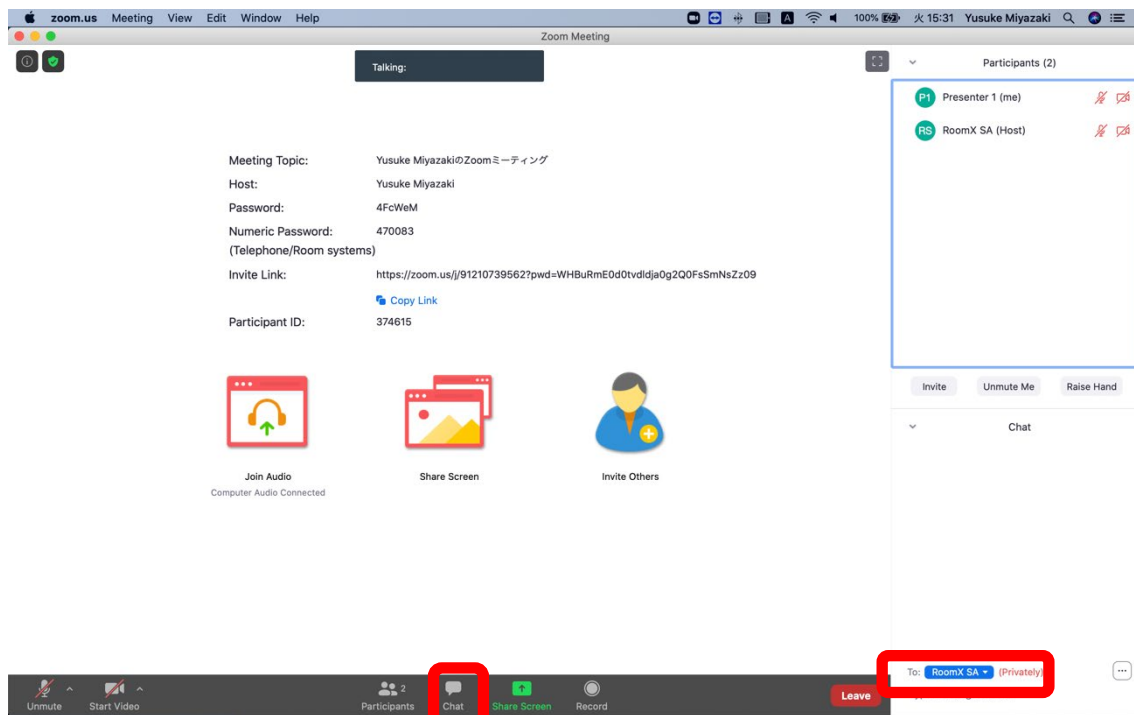 zoom.us Meeting View Edit Window Help
100% 火 15:31 Yusuke Miyazaki
Zoom Meeting
Talking:
Meeting Topic: Yusuke MiyazakiのZoomミーティング
Host: Yusuke Miyazaki
Password: 4FcWeM
Numeric Password: 470083
(Telephone/Room systems)
Invite Link: https://zoom.us/j/91210739562?pwd=WHBuRmE0d0tvdldja0g2Q0FsSmNsZz09
Copy Link
Participant ID: 374615
Join Audio
Computer Audio Connected
Share Screen
Invite Others
Participants (2)
P1 Presenter 1 (me)
RS RoomX SA (Host)
Invite Unmute Me Raise Hand
Chat
To: RoomX SA (Privately)
Unmute Start Video
2
Participants Chat Share Screen Record
Leave